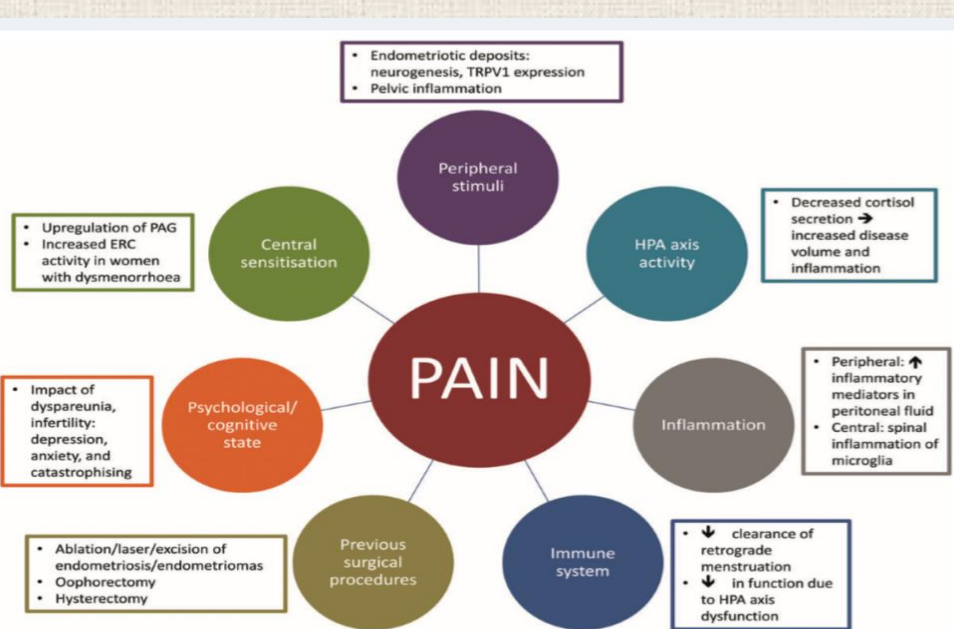 • Endometriotic deposits:
neurogenesis, TRPV1 expression
• Pelvic inflammation
Peripheral
stimuli
• Upregulation of PAG
• Increased ERC
activity in women
with dysmenorrhoea
Central
sensitisation
HPA axis
activity
• Decreased cortisol
secretion →
increased disease
volume and
inflammation
PAIN
• Impact of
dyspareunia,
infertility:
depression,
anxiety, and
catastrophising
Psychological/
cognitive
state
Inflammation
• Peripheral: ↑
inflammatory
mediators in
peritoneal fluid
• Central: spinal
inflammation of
microglia
• Ablation/laser/excision of
endometriosis/endometriomas
• Oophorectomy
• Hysterectomy
Previous
surgical
procedures
Immune
system
• ↓ clearance of
retrograde
menstruation
• ↓ in function due
to HPA axis
dysfunction